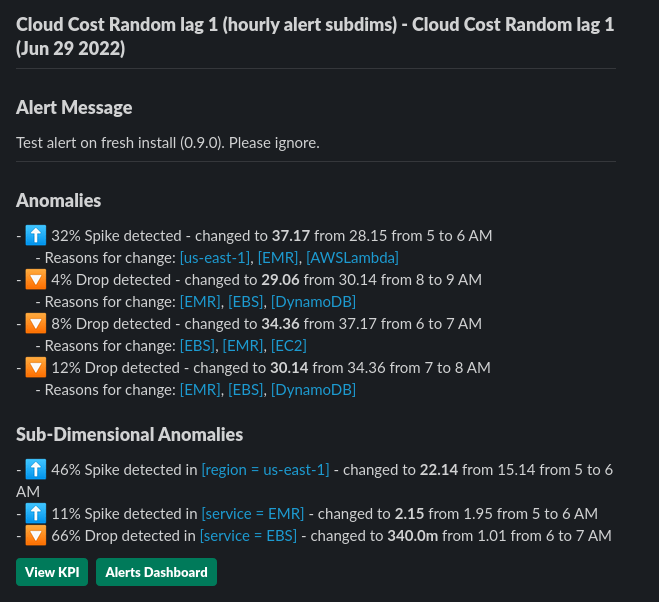 Cloud Cost Random lag 1 (hourly alert subdims) - Cloud Cost Random lag 1
(Jun 29 2022)
Alert Message
Test alert on fresh install (0.9.0). Please ignore.
Anomalies
- ⬆️ 32% Spike detected - changed to 37.17 from 28.15 from 5 to 6 AM
- Reasons for change: [us-east-1], [EMR], [AWSLambda]
- 🔽 4% Drop detected - changed to 29.06 from 30.14 from 8 to 9 AM
- Reasons for change: [EMR], [EBS], [DynamoDB]
- 🔽 8% Drop detected - changed to 34.36 from 37.17 from 6 to 7 AM
- Reasons for change: [EBS], [EMR], [EC2]
- 🔽 12% Drop detected - changed to 30.14 from 34.36 from 7 to 8 AM
- Reasons for change: [EMR], [EBS], [DynamoDB]
Sub-Dimensional Anomalies
- ⬆️ 46% Spike detected in [region = us-east-1] - changed to 22.14 from 15.14 from 5 to 6
AM
- ⬆️ 11% Spike detected in [service = EMR] - changed to 2.15 from 1.95 from 5 to 6 AM
- 🔽 66% Drop detected in [service = EBS] - changed to 340.0m from 1.01 from 6 to 7 AM
View KPI Alerts Dashboard